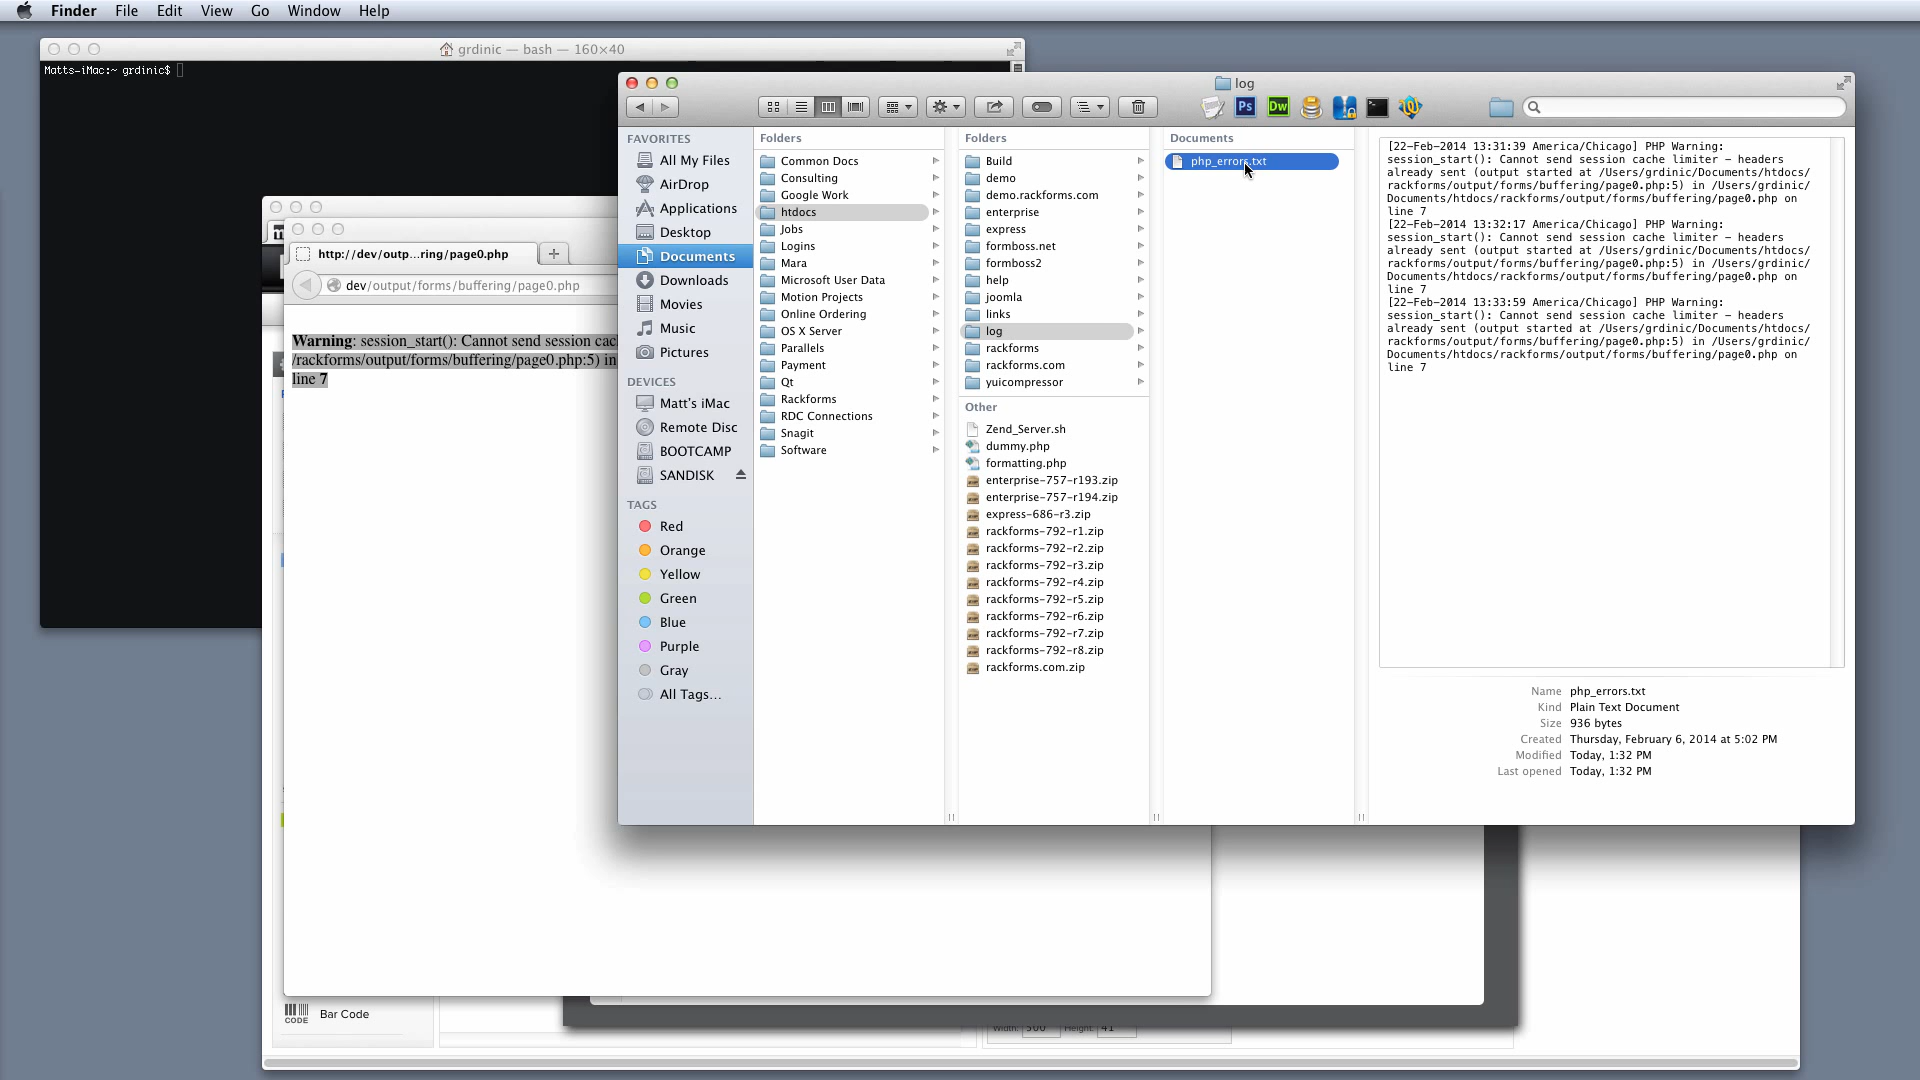 Finder File Edit View Go Window Help
grdinic — bash — 160×40
Matts-iMac:~ grdinic$
log
Ps Dw
FAVORITES
All My Files
AirDrop
Applications
Desktop
Documents
Downloads
Movies
Music
Pictures
DEVICES
Matt's iMac
Remote Disc
BOOTCAMP
SANDISK
TAGS
Red
Orange
Yellow
Green
Blue
Purple
Gray
All Tags...
Folders
Common Docs
Consulting
Google Work
htdocs
Jobs
Logins
Mara
Microsoft User Data
Motion Projects
Online Ordering
OS X Server
Parallels
Payment
Qt
Rackforms
RDC Connections
Snagit
Software
Folders
Build
demo
demo.rackforms.com
enterprise
express
formboss.net
formboss2
help
joomla
links
log
rackforms
rackforms.com
yuicompressor
Other
Zend_Server.sh
dummy.php
formatting.php
enterprise-757-r193.zip
enterprise-757-r194.zip
express-686-r3.zip
rackforms-792-r1.zip
rackforms-792-r2.zip
rackforms-792-r3.zip
rackforms-792-r4.zip
rackforms-792-r5.zip
rackforms-792-r6.zip
rackforms-792-r7.zip
rackforms-792-r8.zip
rackforms.com.zip
Documents
php_errors.txt
[22-Feb-2014 13:31:39 America/Chicago] PHP Warning:
session_start(): Cannot send session cache limiter - headers
already sent (output started at /Users/grdinic/Documents/htdocs/
rackforms/output/forms/buffering/page0.php:5) in /Users/grdinic/
Documents/htdocs/rackforms/output/forms/buffering/page0.php on
line 7
[22-Feb-2014 13:32:17 America/Chicago] PHP Warning:
session_start(): Cannot send session cache limiter - headers
already sent (output started at /Users/grdinic/Documents/htdocs/
rackforms/output/forms/buffering/page0.php:5) in /Users/grdinic/
Documents/htdocs/rackforms/output/forms/buffering/page0.php on
line 7
[22-Feb-2014 13:33:59 America/Chicago] PHP Warning:
session_start(): Cannot send session cache limiter - headers
already sent (output started at /Users/grdinic/Documents/htdocs/
rackforms/output/forms/buffering/page0.php:5) in /Users/grdinic/
Documents/htdocs/rackforms/output/forms/buffering/page0.php on
line 7
Name php_errors.txt
Kind Plain Text Document
Size 936 bytes
Created Thursday, February 6, 2014 at 5:02 PM
Modified Today, 1:32 PM
Last opened Today, 1:32 PM
http://dev/outp...ring/page0.php
dev/output/forms/buffering/page0.php
Warning: session_start(): Cannot send session
/rackforms/output/forms/buffering/page0.php:5) in
line 7
CODE Bar Code
Width: 500 Height: 41